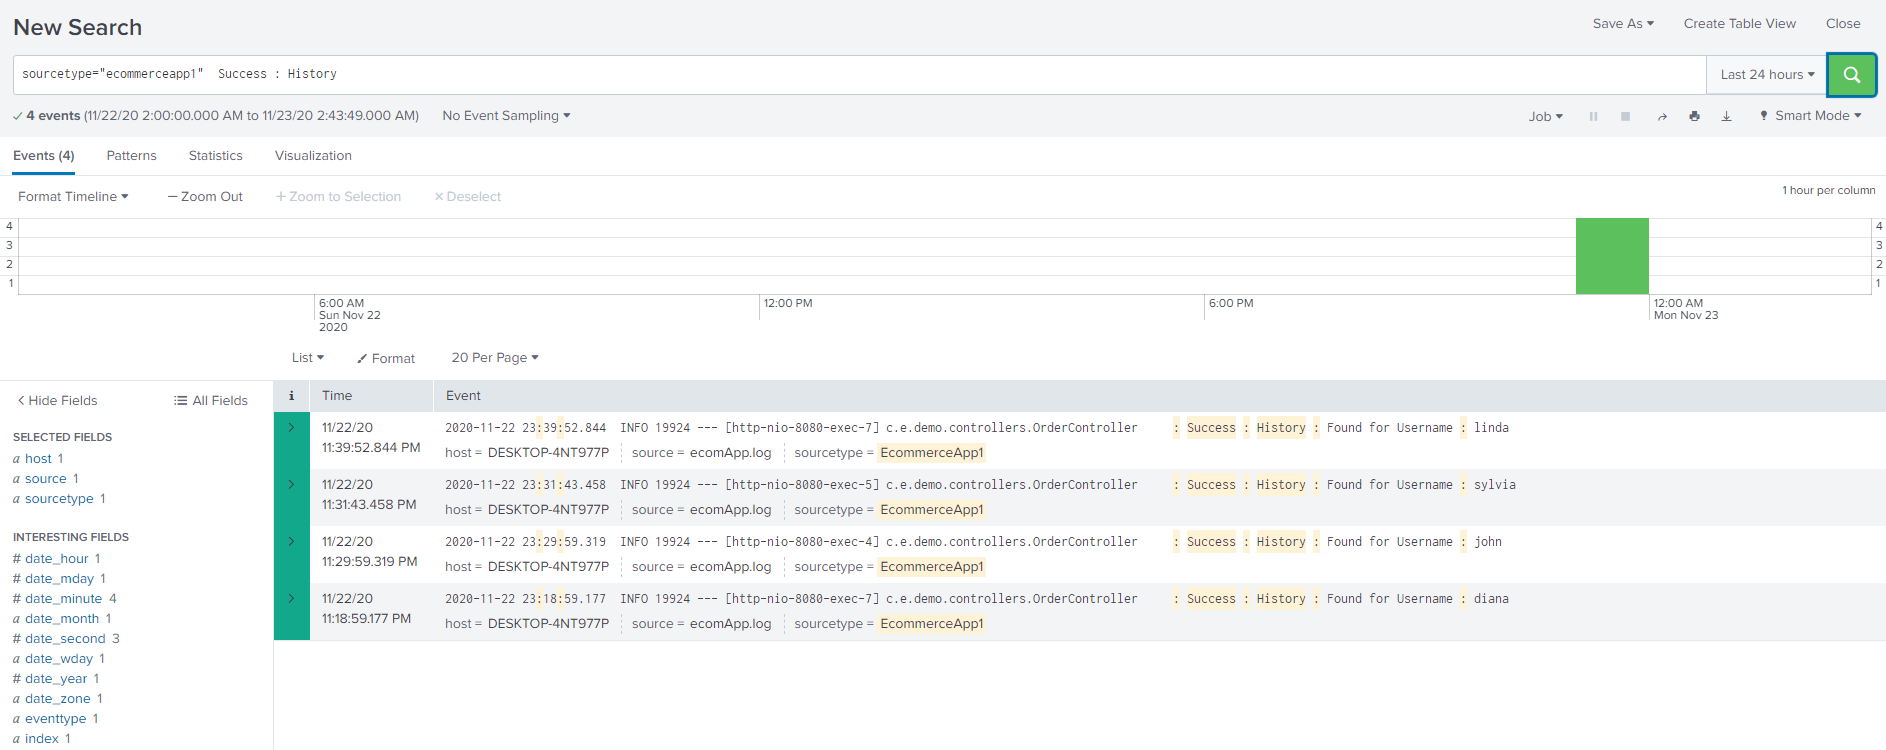 New Search
Save As Create Table View Close
sourcetype="ecommerceapp1"  Success : History
Last 24 hours
4 events (11/22/20 2:00:00.000 AM to 11/23/20 2:43:49.000 AM) No Event Sampling
Job Smart Mode
Events (4) Patterns Statistics Visualization
Format Timeline — Zoom Out + Zoom to Selection × Deselect
1 hour per column
4 4
3 3
2 2
1 1
6:00 AM 12:00 PM 6:00 PM 12:00 AM
Sun Nov 22 Mon Nov 23
2020
List Format 20 Per Page
< Hide Fields All Fields
i Time Event
SELECTED FIELDS
a host 1
a source 1
a sourcetype 1
INTERESTING FIELDS
# date_hour 1
# date_mday 1
# date_minute 4
a date_month 1
# date_second 3
a date_wday 1
# date_year 1
a date_zone 1
a eventtype 1
a index 1
> 11/22/20 2020-11-22 23:39:52.844  INFO 19924 --- [http-nio-8080-exec-7] c.e.demo.controllers.OrderController     : Success : History : Found for Username : linda
11:39:52.844 PM host = DESKTOP-4NT977P source = ecomApp.log sourcetype = EcommerceApp1
> 11/22/20 2020-11-22 23:31:43.458  INFO 19924 --- [http-nio-8080-exec-5] c.e.demo.controllers.OrderController     : Success : History : Found for Username : sylvia
11:31:43.458 PM host = DESKTOP-4NT977P source = ecomApp.log sourcetype = EcommerceApp1
> 11/22/20 2020-11-22 23:29:59.319  INFO 19924 --- [http-nio-8080-exec-4] c.e.demo.controllers.OrderController     : Success : History : Found for Username : john
11:29:59.319 PM host = DESKTOP-4NT977P source = ecomApp.log sourcetype = EcommerceApp1
> 11/22/20 2020-11-22 23:18:59.177  INFO 19924 --- [http-nio-8080-exec-7] c.e.demo.controllers.OrderController     : Success : History : Found for Username : diana
11:18:59.177 PM host = DESKTOP-4NT977P source = ecomApp.log sourcetype = EcommerceApp1